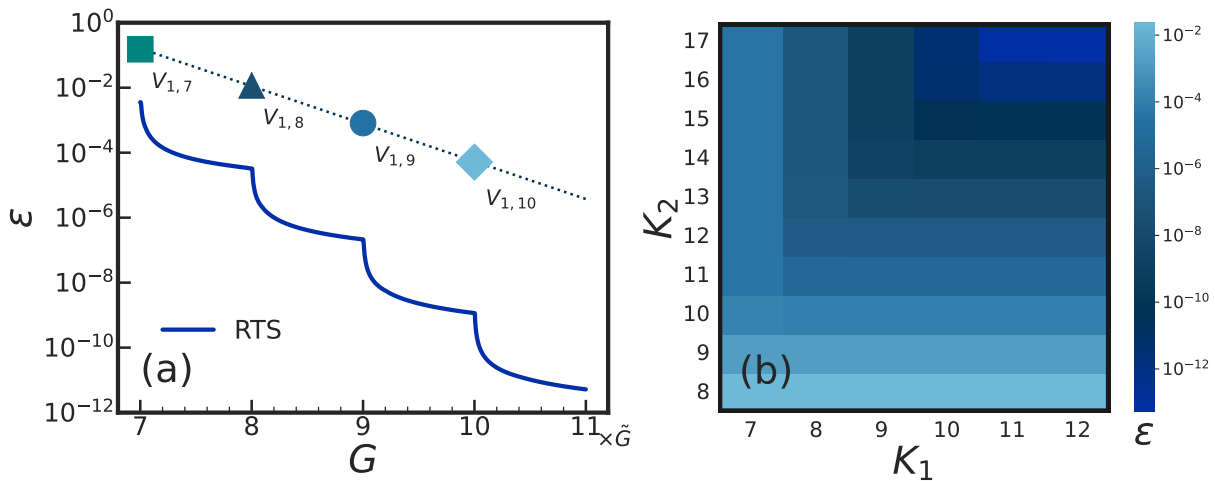 10^0
10^-2
10^-4
10^-6
10^-8
10^-10
10^-12
ε
V_{1, 7}
V_{1, 8}
V_{1, 9}
V_{1, 10}
RTS
(a)
7 8 9 10 11
×G̃
G
17
16
15
14
13
12
11
10
9
8
K_2
(b)
7 8 9 10 11 12
K_1
10^-2
10^-4
10^-6
10^-8
10^-10
10^-12
ε